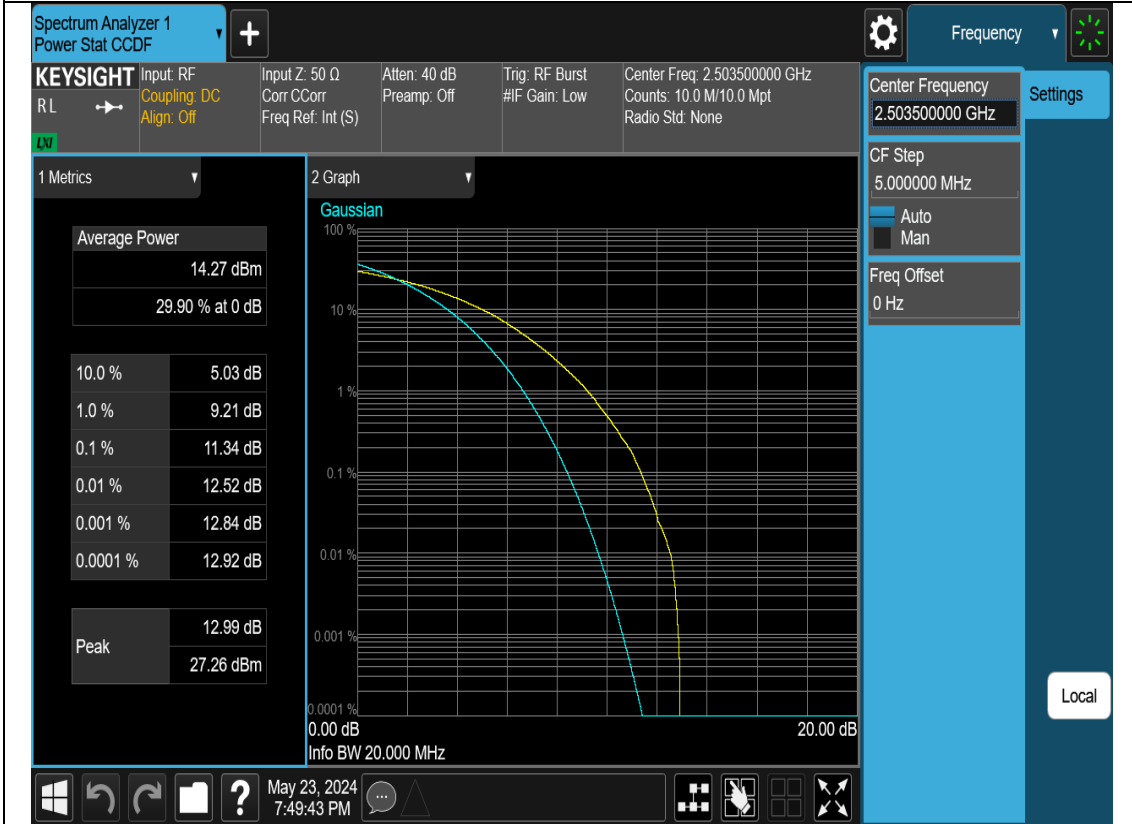 Spectrum Analyzer 1
Power Stat CCDF
+
Frequency
KEYSIGHT
RL
LXI
Input: RF
Coupling: DC
Align: Off
Input Z: 50 Ω
Corr CCorr
Freq Ref: Int (S)
Atten: 40 dB
Preamp: Off
Trig: RF Burst
#IF Gain: Low
Center Freq: 2.503500000 GHz
Counts: 10.0 M/10.0 Mpt
Radio Std: None
Center Frequency
2.503500000 GHz
Settings
CF Step
5.000000 MHz
Auto
Man
Freq Offset
0 Hz
Local
1 Metrics
Average Power
14.27 dBm
29.90 % at 0 dB
10.0 % 5.03 dB
1.0 % 9.21 dB
0.1 % 11.34 dB
0.01 % 12.52 dB
0.001 % 12.84 dB
0.0001 % 12.92 dB
Peak
12.99 dB
27.26 dBm
2 Graph
Gaussian
100 %
10 %
1 %
0.1 %
0.01 %
0.001 %
0.0001 %
0.00 dB 20.00 dB
Info BW 20.000 MHz
?
May 23, 2024
7:49:43 PM